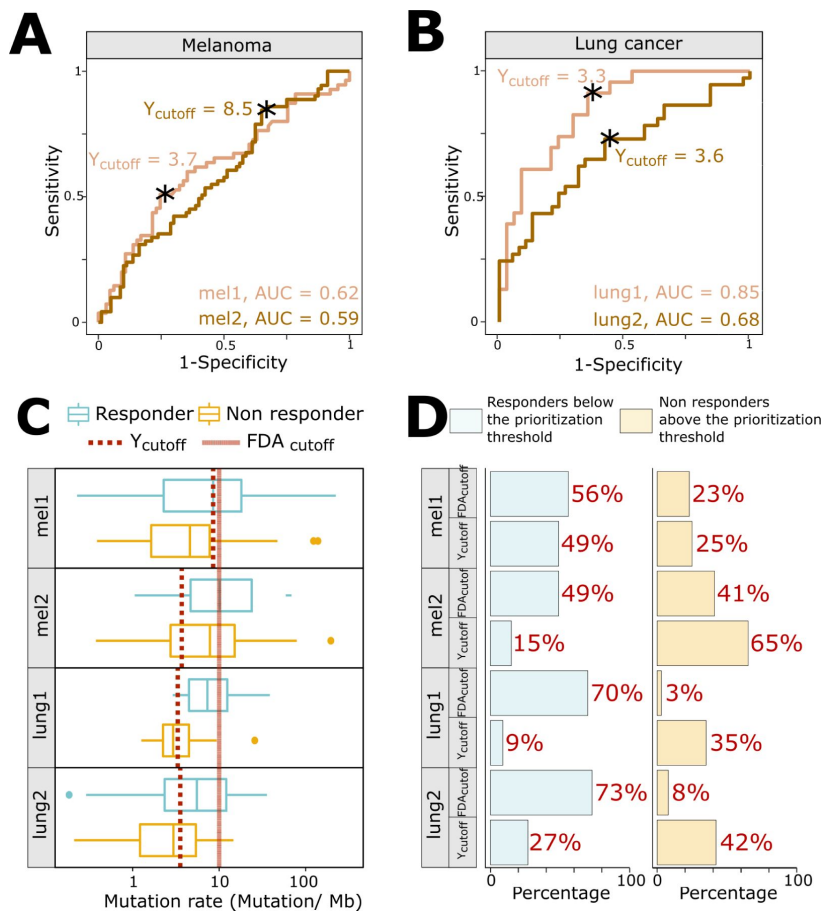 A
Melanoma
1
0.5
0
Sensitivity
Ycutoff = 8.5
Ycutoff = 3.7
mel1, AUC = 0.62
mel2, AUC = 0.59
0
0.5
1
1-Specificity
B
Lung cancer
1
0.5
0
Sensitivity
Ycutoff = 3.3
Ycutoff = 3.6
lung1, AUC = 0.85
lung2, AUC = 0.68
0
0.5
1
1-Specificity
C
Responder
Non responder
Ycutoff
FDA cutoff
mel1
mel2
lung1
lung2
1
10
100
Mutation rate (Mutation/ Mb)
D
Responders below
the prioritization
threshold
Non responders
above the prioritization
threshold
mel1
FDAcutoff
56%
23%
Ycutoff
49%
25%
mel2
FDAcutof
49%
41%
Ycutoff
15%
65%
lung1
FDAcutof
70%
3%
Ycutoff
9%
35%
lung2
FDAcutof
73%
8%
Ycutoff
27%
42%
0
100
0
100
Percentage
Percentage